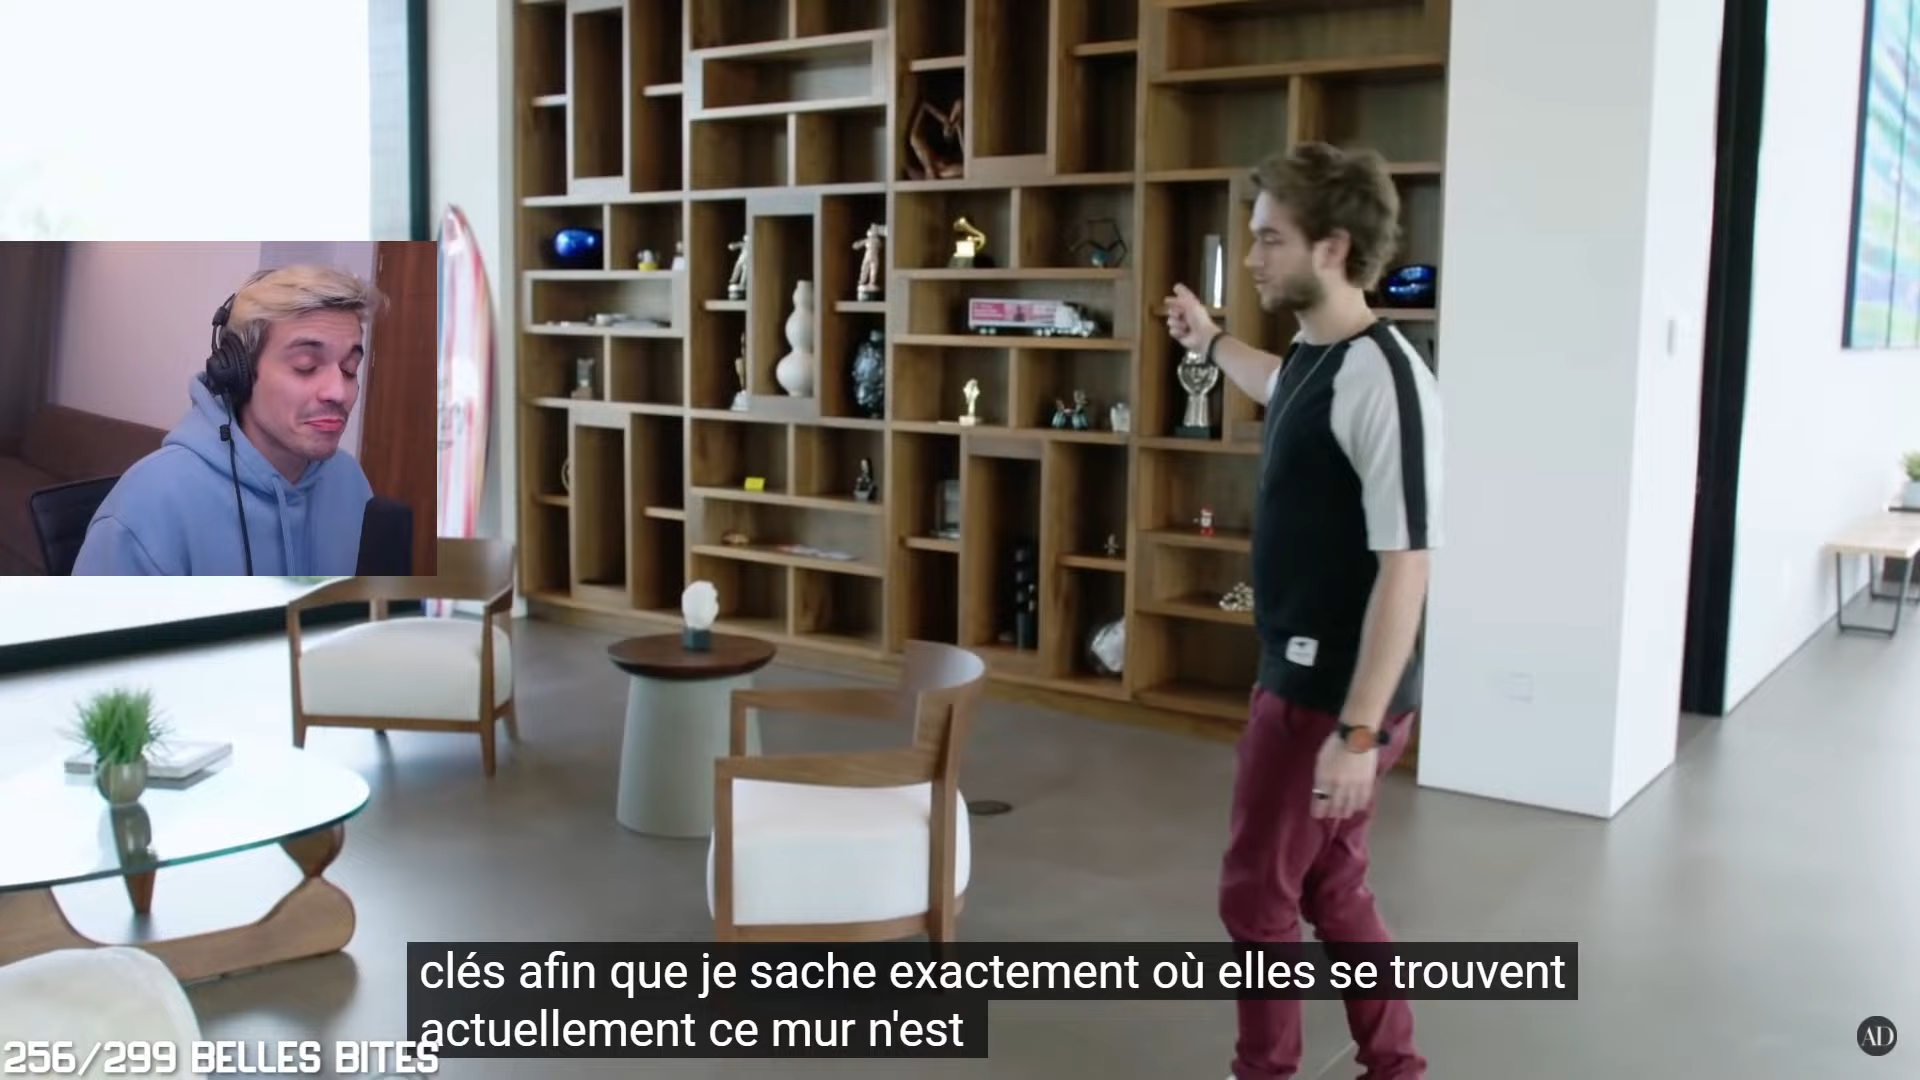 clés afin que je sache exactement où elles se trouvent
actuellement ce mur n'est
256/299 BELLES BITES
AD